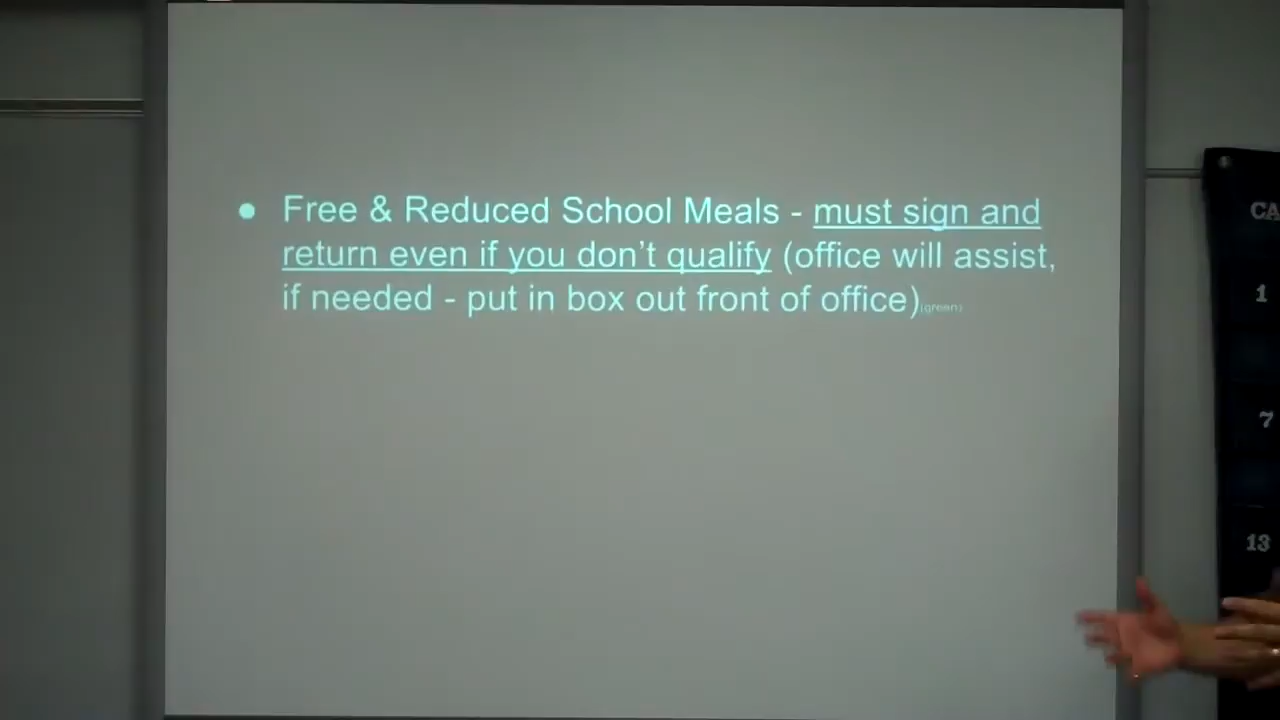 ● Free & Reduced School Meals - must sign and
return even if you don't qualify (office will assist,
if needed - put in box out front of office)(green)
CA
1
7
13